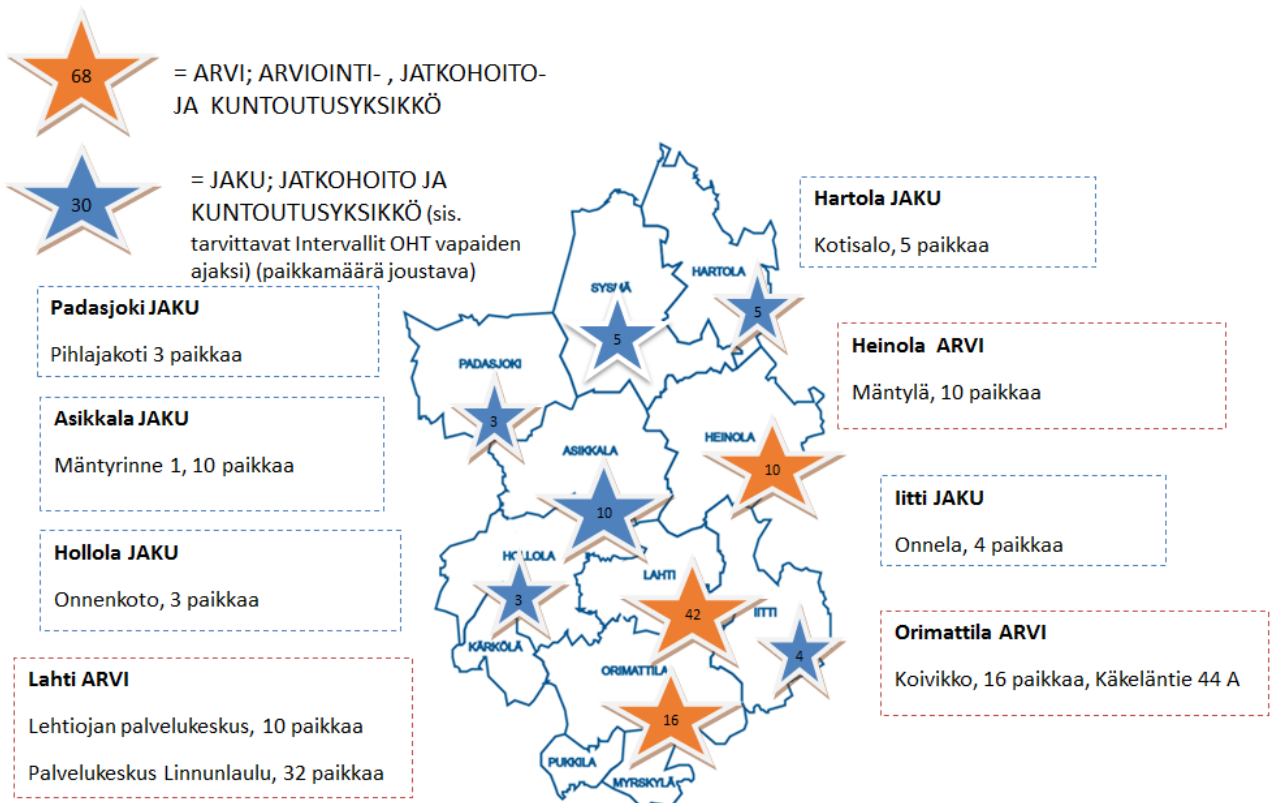 68
= ARVI; ARVIOINTI- , JATKOHOITO-
JA KUNTOUTUSYKSIKKÖ
30
= JAKU; JATKOHOITO JA
KUNTOUTUSYKSIKKÖ (sis.
tarvittavat Intervallit OHT vapaiden
ajaksi) (paikkamäärä joustava)
Padasjoki JAKU
Pihlajakoti 3 paikkaa
Asikkala JAKU
Mäntyrinne 1, 10 paikkaa
Hollola JAKU
Onnenkoto, 3 paikkaa
Lahti ARVI
Lehtiojan palvelukeskus, 10 paikkaa
Palvelukeskus Linnunlaulu, 32 paikkaa
HARTOLA
5
SYSMÄ
5
PADASJOKI
3
HEINOLA
10
ASIKKALA
10
HOLLOLA
3
LAHTI
42
IITTI
4
KÄRKÖLÄ
ORIMATTILA
16
PUKKILA
MYRSKYLÄ
Hartola JAKU
Kotisalo, 5 paikkaa
Heinola ARVI
Mäntylä, 10 paikkaa
Iitti JAKU
Onnela, 4 paikkaa
Orimattila ARVI
Koivikko, 16 paikkaa, Käkeläntie 44 A